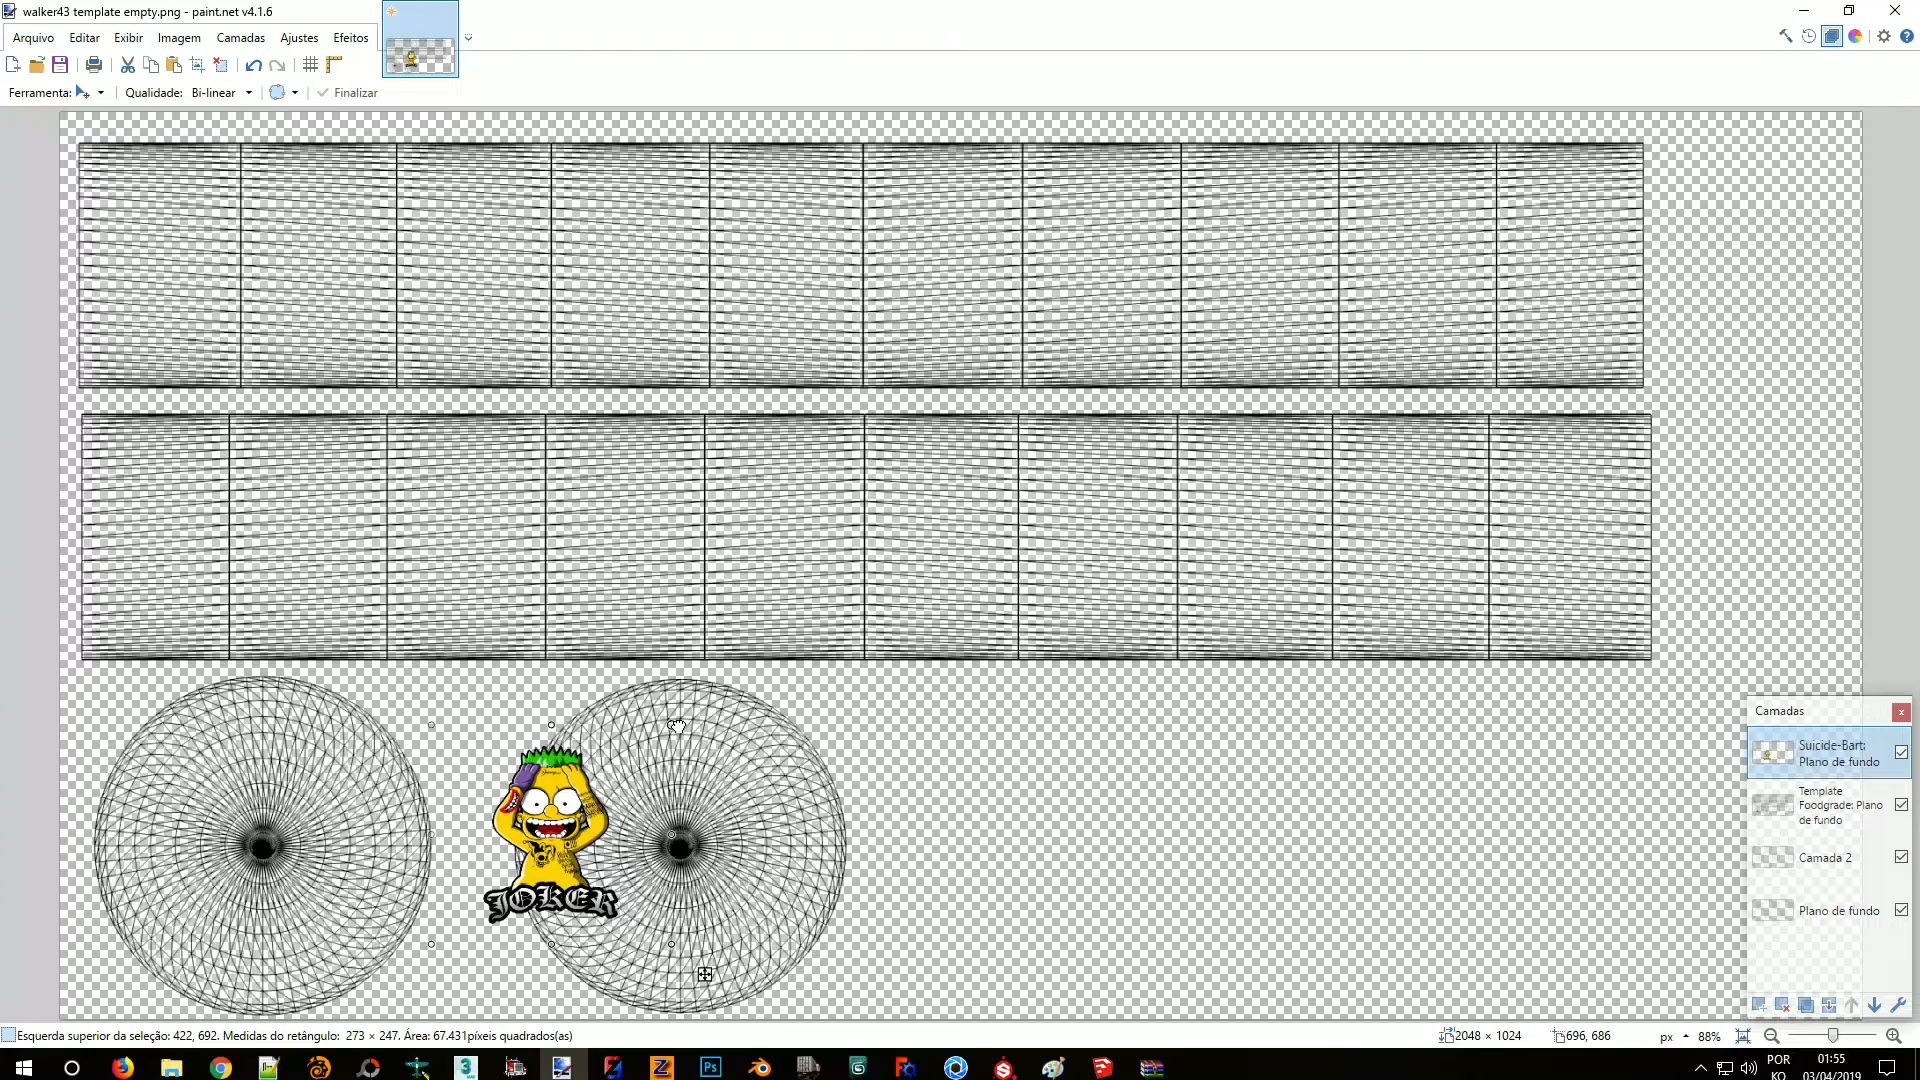 walker43 template empty.png - paint.net v4.1.6
Arquivo Editar Exibir Imagem Camadas Ajustes Efeitos
Ferramenta: Qualidade: Bi-linear Finalizar
JOKER
Camadas
Suicide-Bart:
Plano de fundo
Template
Foodgrade: Plano
de fundo
Camada 2
Plano de fundo
Esquerda superior da seleção: 422, 692. Medidas do retângulo: 273 × 247. Área: 67.431píxeis quadrados(as)
2048 × 1024
696, 686
px
88%
3
Ps
POR
KO
01:55
03/04/2019